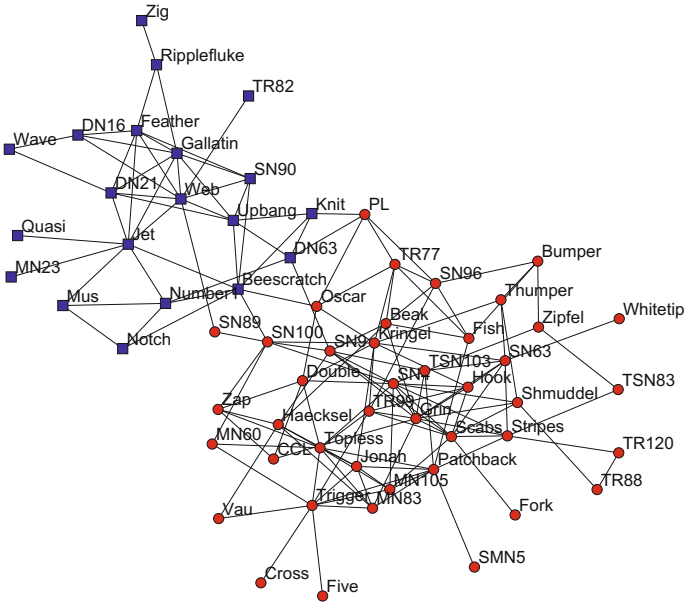 Zig
Ripplefluke
TR82
DN16
Feather
Wave
Gallatin
SN90
DN21
Web
Upbang
Knit
PL
Quasi
Jet
DN63
TR77
Bumper
MN23
SN96
Beescratch
Mus
Number1
Oscar
Thumper
Beak
Whitetip
SN89
SN100
Kringel
Fish
Zipfel
Notch
SN9
TSN103
SN63
Double
SN4
Hook
TSN83
Zap
TR99
Grin
Shmuddel
Haecksel
MN60
Topless
Scabs
Stripes
CCL
Jonah
Patchback
TR120
MN105
TR88
Vau
Trigger
MN83
Fork
SMN5
Cross
Five